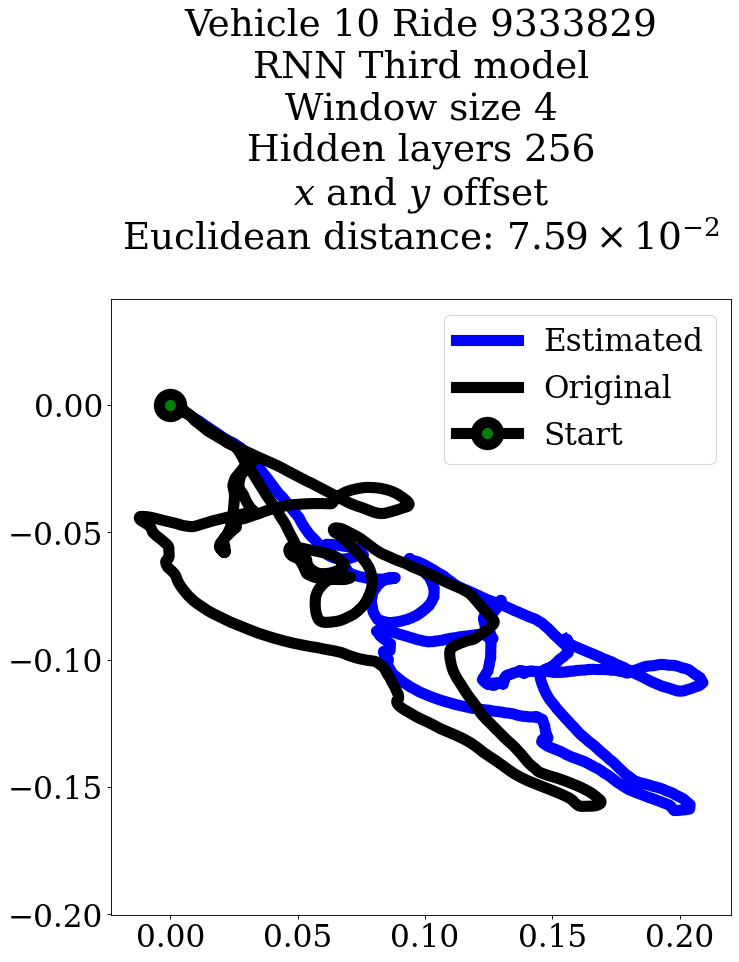 Vehicle 10 Ride 9333829
RNN Third model
Window size 4
Hidden layers 256
x and y offset
Euclidean distance: 7.59 × 10⁻²
Estimated
Original
Start
0.00
−0.05
−0.10
−0.15
−0.20
0.00 0.05 0.10 0.15 0.20